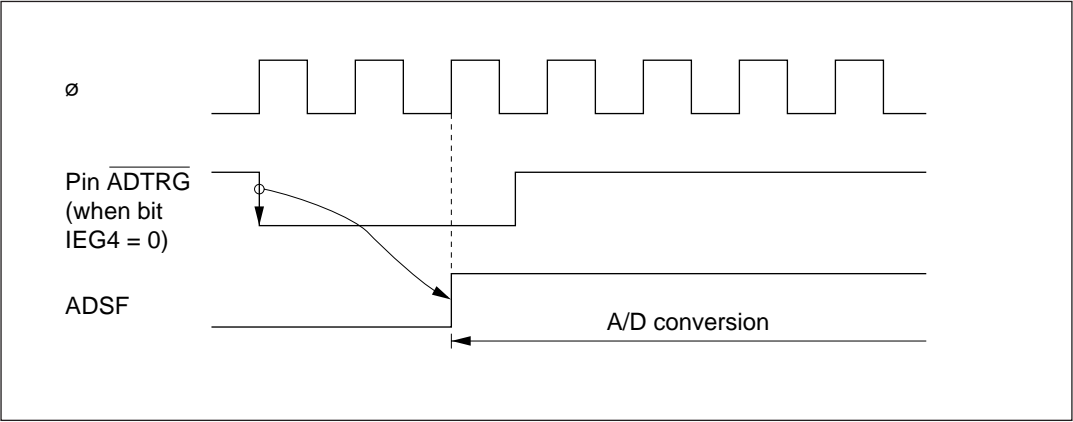 ø
Pin ADTRG
(when bit
IEG4 = 0)
ADSF
A/D conversion